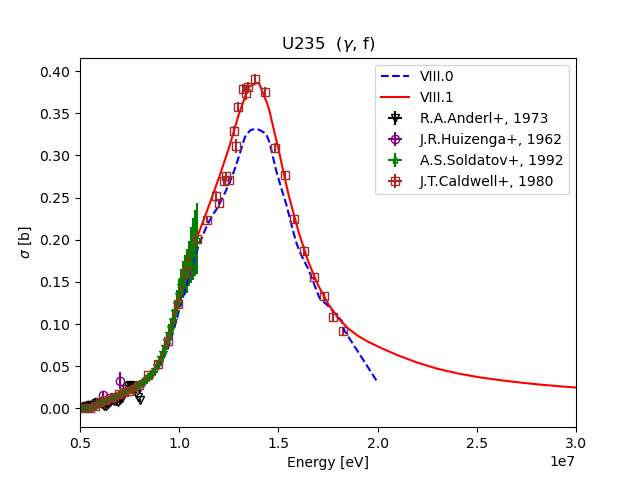 U235 (γ, f)
σ [b]
0.40
0.35
0.30
0.25
0.20
0.15
0.10
0.05
0.00
VIII.0
VIII.1
R.A.Anderl+, 1973
J.R.Huizenga+, 1962
A.S.Soldatov+, 1992
J.T.Caldwell+, 1980
0.5 1.0 1.5 2.0 2.5 3.0
Energy [eV]
1e7